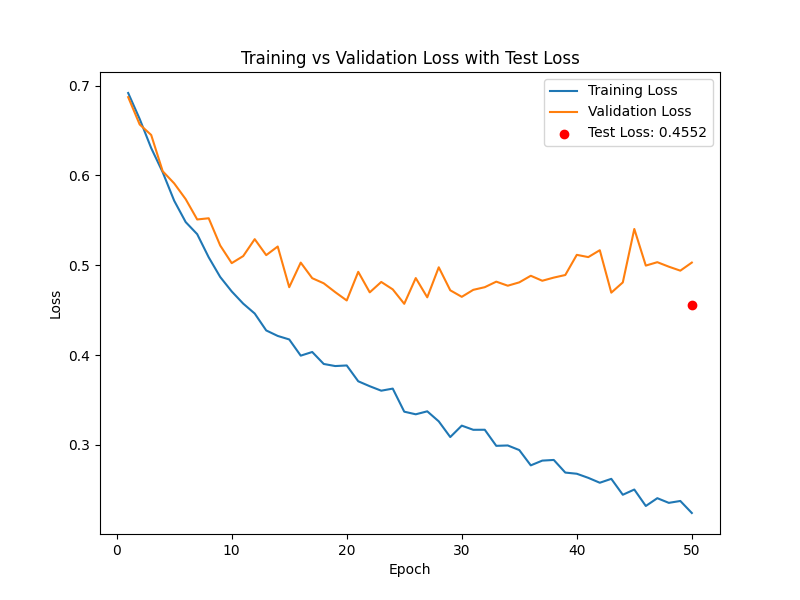 Training vs Validation Loss with Test Loss
Training Loss
Validation Loss
Test Loss: 0.4552
0.7
0.6
0.5
0.4
0.3
Loss
0
10
20
30
40
50
Epoch